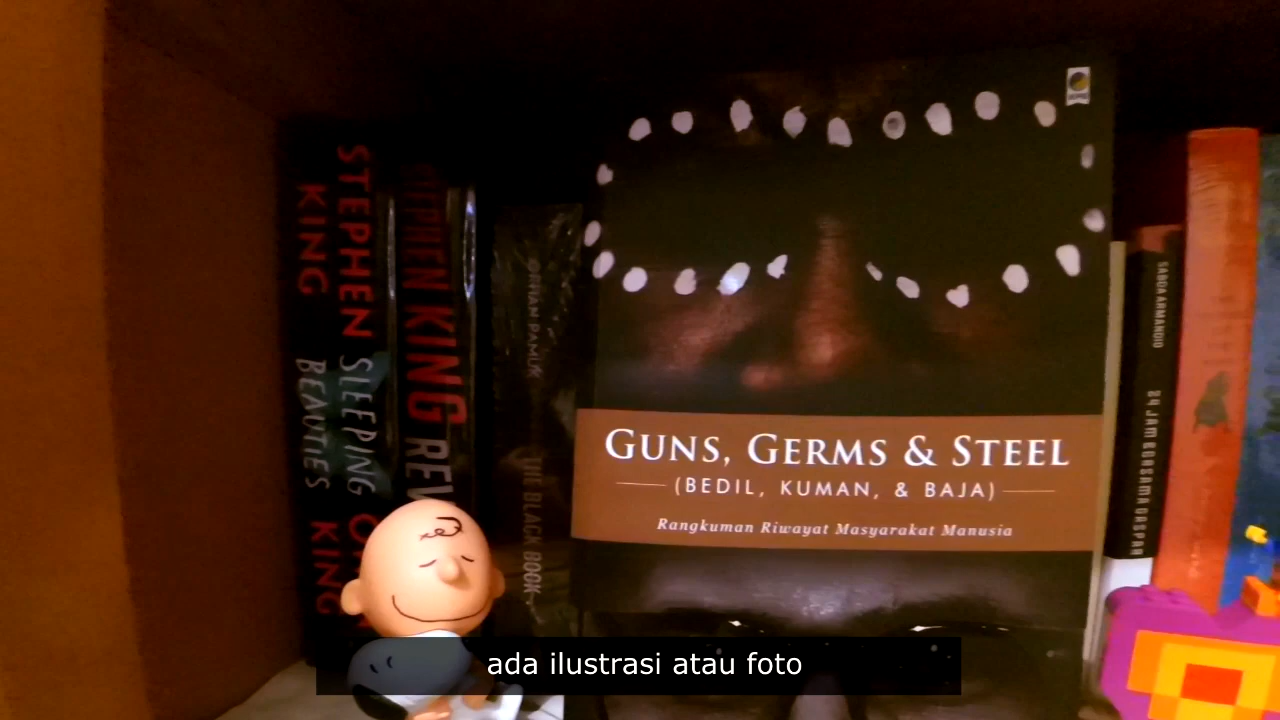 STEPHEN KING
SLEEPING
BEAUTIES
KING
STEPHEN KING
ORHAN PAMUK
THE BLACK BOOK
GUNS, GERMS & STEEL
(BEDIL, KUMAN, & BAJA)
Rangkuman Riwayat Masyarakat Manusia
SABDA ARMANDIO
24 JAM BERSAMA GASPAR
ada ilustrasi atau foto